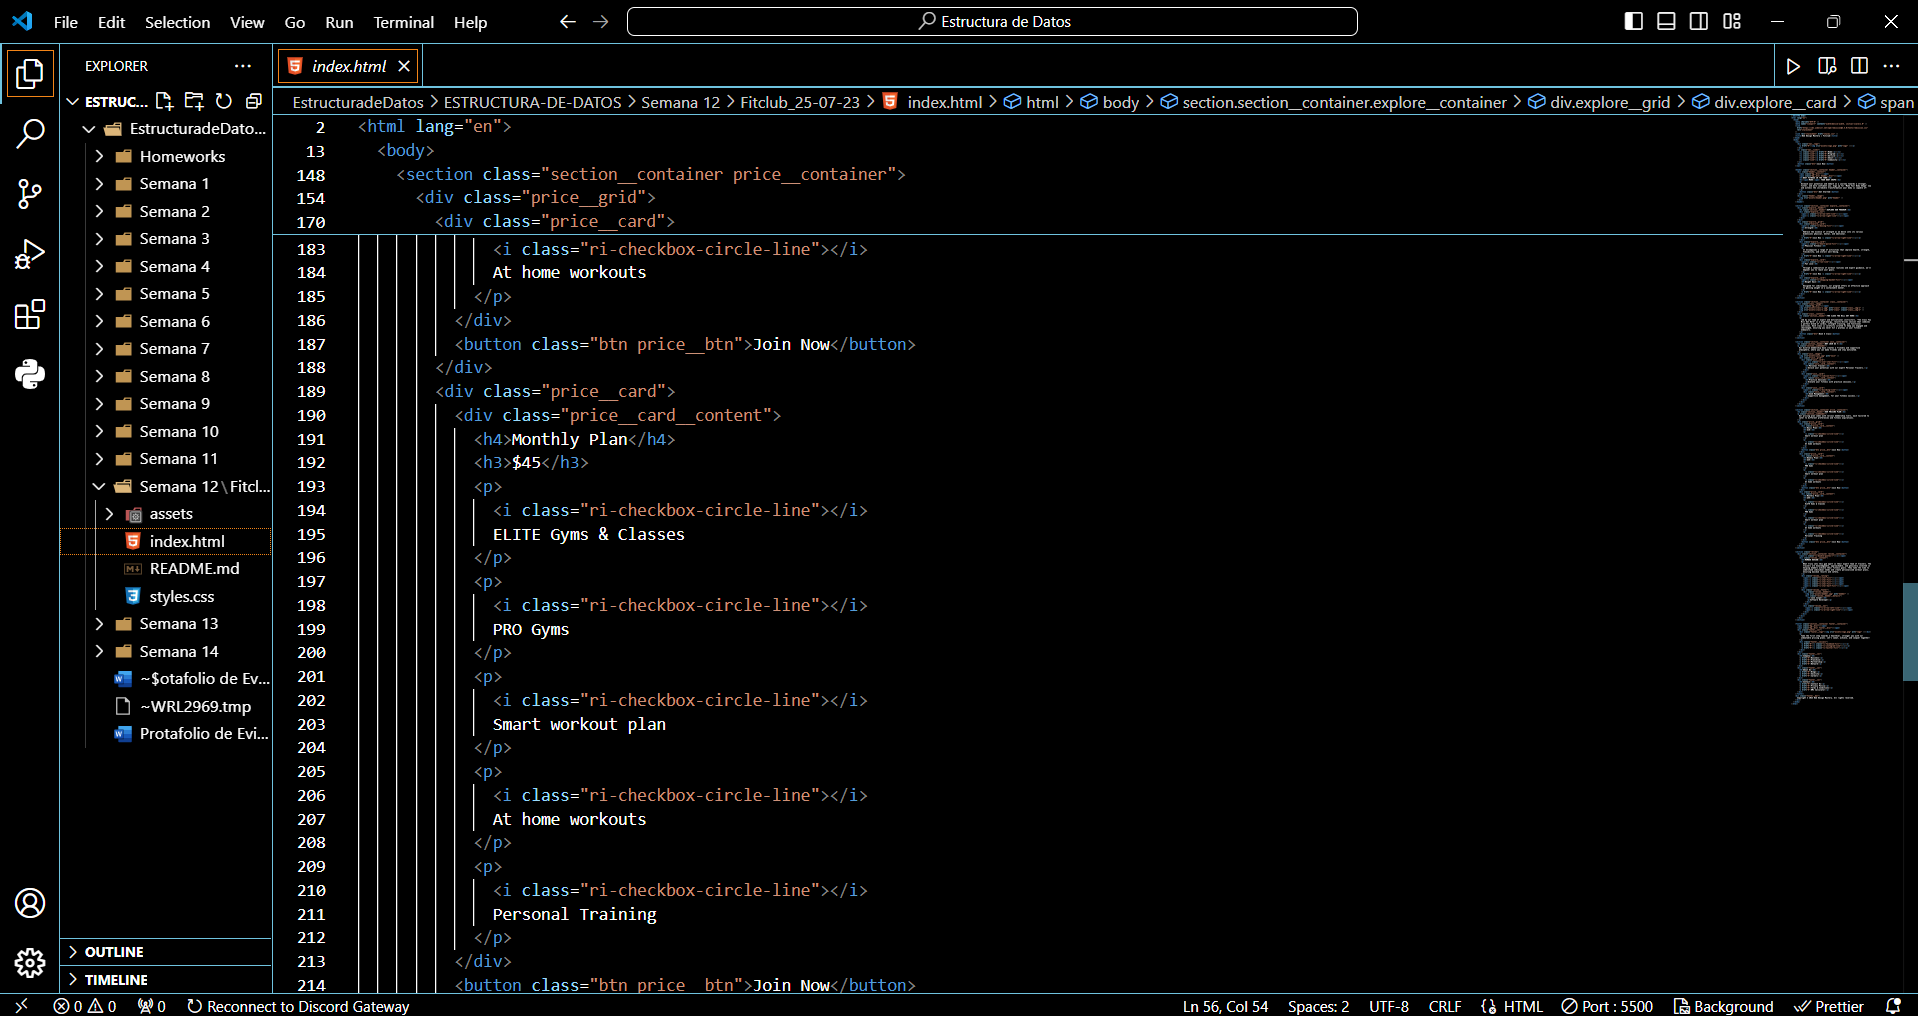 File Edit Selection View Go Run Terminal Help
Estructura de Datos
EXPLORER
ESTRUC...
EstructuradeDato...
Homeworks
Semana 1
Semana 2
Semana 3
Semana 4
Semana 5
Semana 6
Semana 7
Semana 8
Semana 9
Semana 10
Semana 11
Semana 12\Fitcl...
assets
index.html
README.md
styles.css
Semana 13
Semana 14
~$otafolio de Ev...
~WRL2969.tmp
Protafolio de Evi...
OUTLINE
TIMELINE
index.html
EstructuradeDatos > ESTRUCTURA-DE-DATOS > Semana 12 > Fitclub_25-07-23 > index.html > html > body > section.section__container.explore__container > div.explore__grid > div.explore__card > span
2 <html lang="en">
13 <body>
148 <section class="section__container price__container">
154 <div class="price__grid">
170 <div class="price__card">
183 <i class="ri-checkbox-circle-line"></i>
184 At home workouts
185 </p>
186 </div>
187 <button class="btn price__btn">Join Now</button>
188 </div>
189 <div class="price__card">
190 <div class="price__card__content">
191 <h4>Monthly Plan</h4>
192 <h3>$45</h3>
193 <p>
194 <i class="ri-checkbox-circle-line"></i>
195 ELITE Gyms & Classes
196 </p>
197 <p>
198 <i class="ri-checkbox-circle-line"></i>
199 PRO Gyms
200 </p>
201 <p>
202 <i class="ri-checkbox-circle-line"></i>
203 Smart workout plan
204 </p>
205 <p>
206 <i class="ri-checkbox-circle-line"></i>
207 At home workouts
208 </p>
209 <p>
210 <i class="ri-checkbox-circle-line"></i>
211 Personal Training
212 </p>
213 </div>
214 <button class="btn price__btn">Join Now</button>
0 0 0 Reconnect to Discord Gateway
Ln 56, Col 54 Spaces: 2 UTF-8 CRLF HTML Port : 5500 Background Prettier